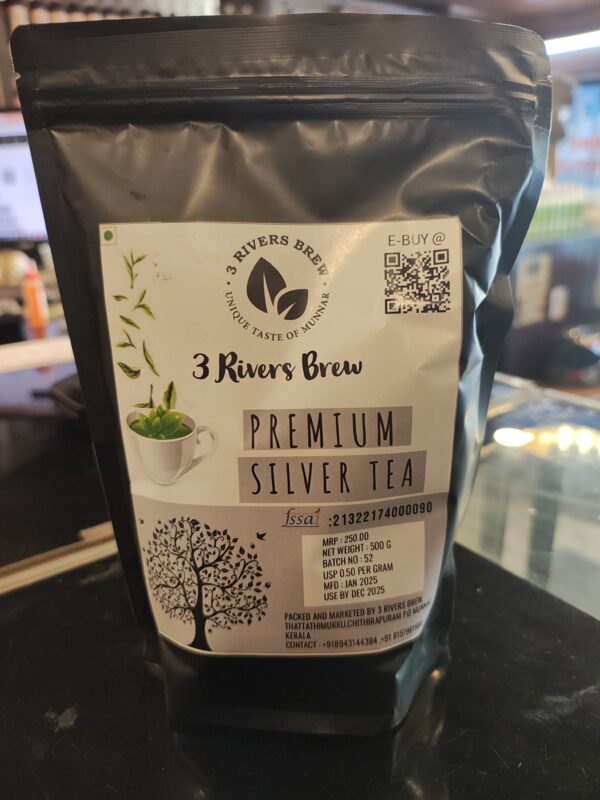 E-BUY @
3 RIVERS BREW
UNIQUE TASTE OF MUNNAR
3 Rivers Brew
PREMIUM
SILVER TEA
fssai :21322174000090
MRP : 250.00
NET WEIGHT : 500 G
BATCH NO : 52
USP 0.50 PER GRAM
MFD : JAN 2025
USE BY DEC 2025
PACKED AND MARKETED BY 3 RIVERS BREW,
THATTATHIMUKKU,CHITHIRAPURAM P.O MUNNAR
KERALA
CONTACT : +918943144384 ,+91